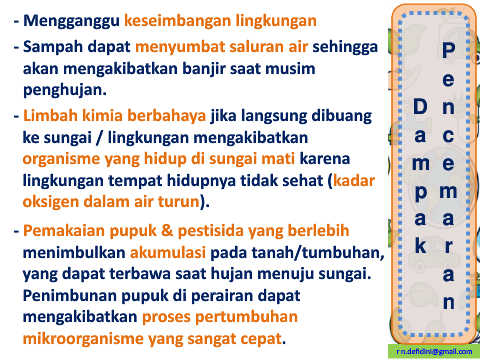 - Mengganggu keseimbangan lingkungan
- Sampah dapat menyumbat saluran air sehingga
akan mengakibatkan banjir saat musim
penghujan.
- Limbah kimia berbahaya jika langsung dibuang
ke sungai / lingkungan mengakibatkan
organisme yang hidup di sungai mati karena
lingkungan tempat hidupnya tidak sehat (kadar
oksigen dalam air turun).
- Pemakaian pupuk & pestisida yang berlebih
menimbulkan akumulasi pada tanah/tumbuhan,
yang dapat terbawa saat hujan menuju sungai.
Penimbunan pupuk di perairan dapat
mengakibatkan proses pertumbuhan
mikroorganisme yang sangat cepat.
Dampak
Pencemaran
r n.defidini@gmail.com